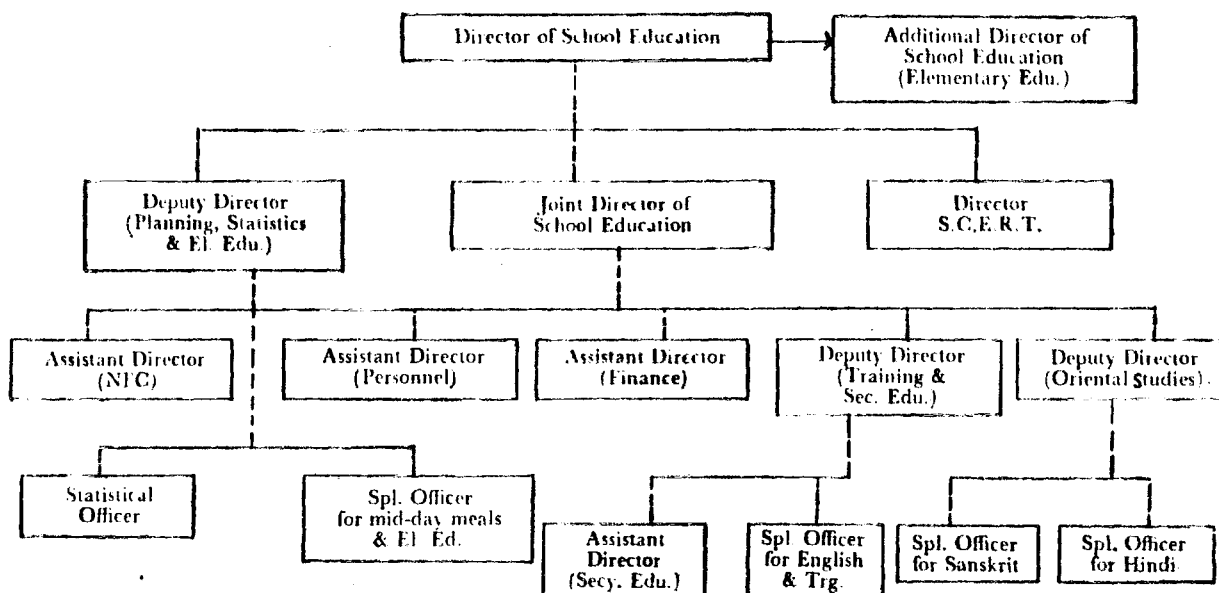 Director of School Education
Additional Director of
School Education
(Elementary Edu.)
Deputy Director
(Planning, Statistics
& El. Edu.)
Joint Director of
School Education
Director
S.C.E.R.T.
Assistant Director
Assistant Director
(Personnel)
Assistant Director
(Finance)
Deputy Director
(Training &
Sec. Edu.)
Deputy Director
(Oriental Studies).
Statistical
Officer
Spl. Officer
for mid-day meals
& El. Ed.
Assistant
Director
(Secy. Edu.)
Spl. Officer
for English
& Trg.
Spl. Officer
for Sanskrit
Spl. Officer
for Hindi